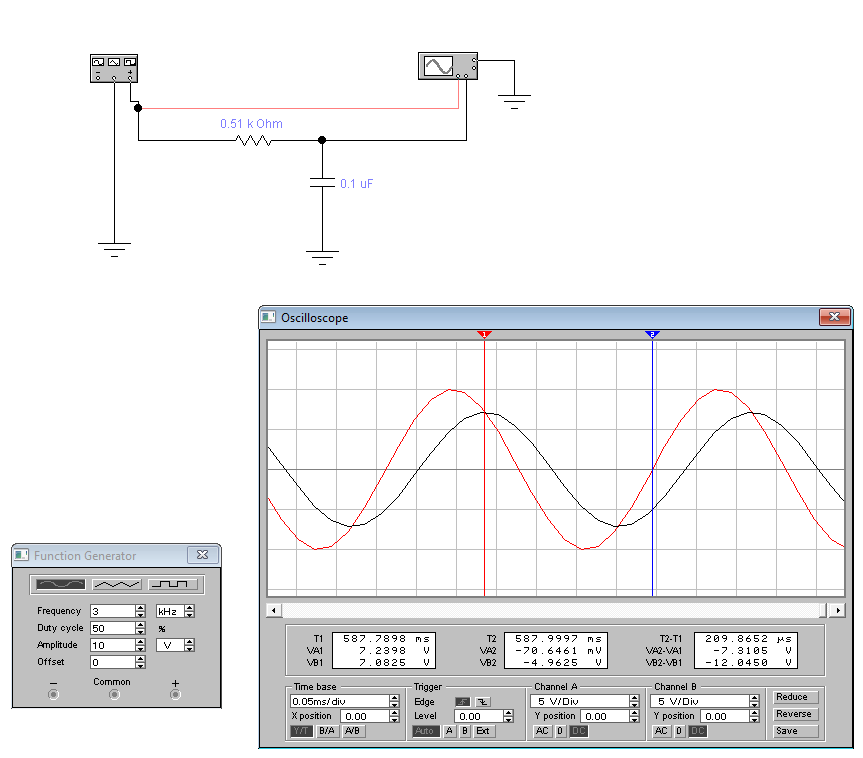 0.51 k Ohm
0.1 uF
Oscilloscope
1 2
T1 587.7898 ms T2 587.9997 ms T2-T1 209.8652 µs
VA1 7.2398 V VA2 -70.6461 mV VA2-VA1 -7.3105 V
VB1 7.0825 V VB2 -4.9625 V VB2-VB1 -12.0450 V
Time base Trigger Channel A Channel B
0.05ms/div Edge 5 V/Div 5 V/Div Reduce
X position 0.00 Level 0.00 Y position 0.00 Y position 0.00 Reverse
Y/T B/A A/B Auto A B Ext AC 0 DC AC 0 DC Save
Function Generator
Frequency 3 kHz
Duty cycle 50 %
Amplitude 10 V
Offset 0
− Common +